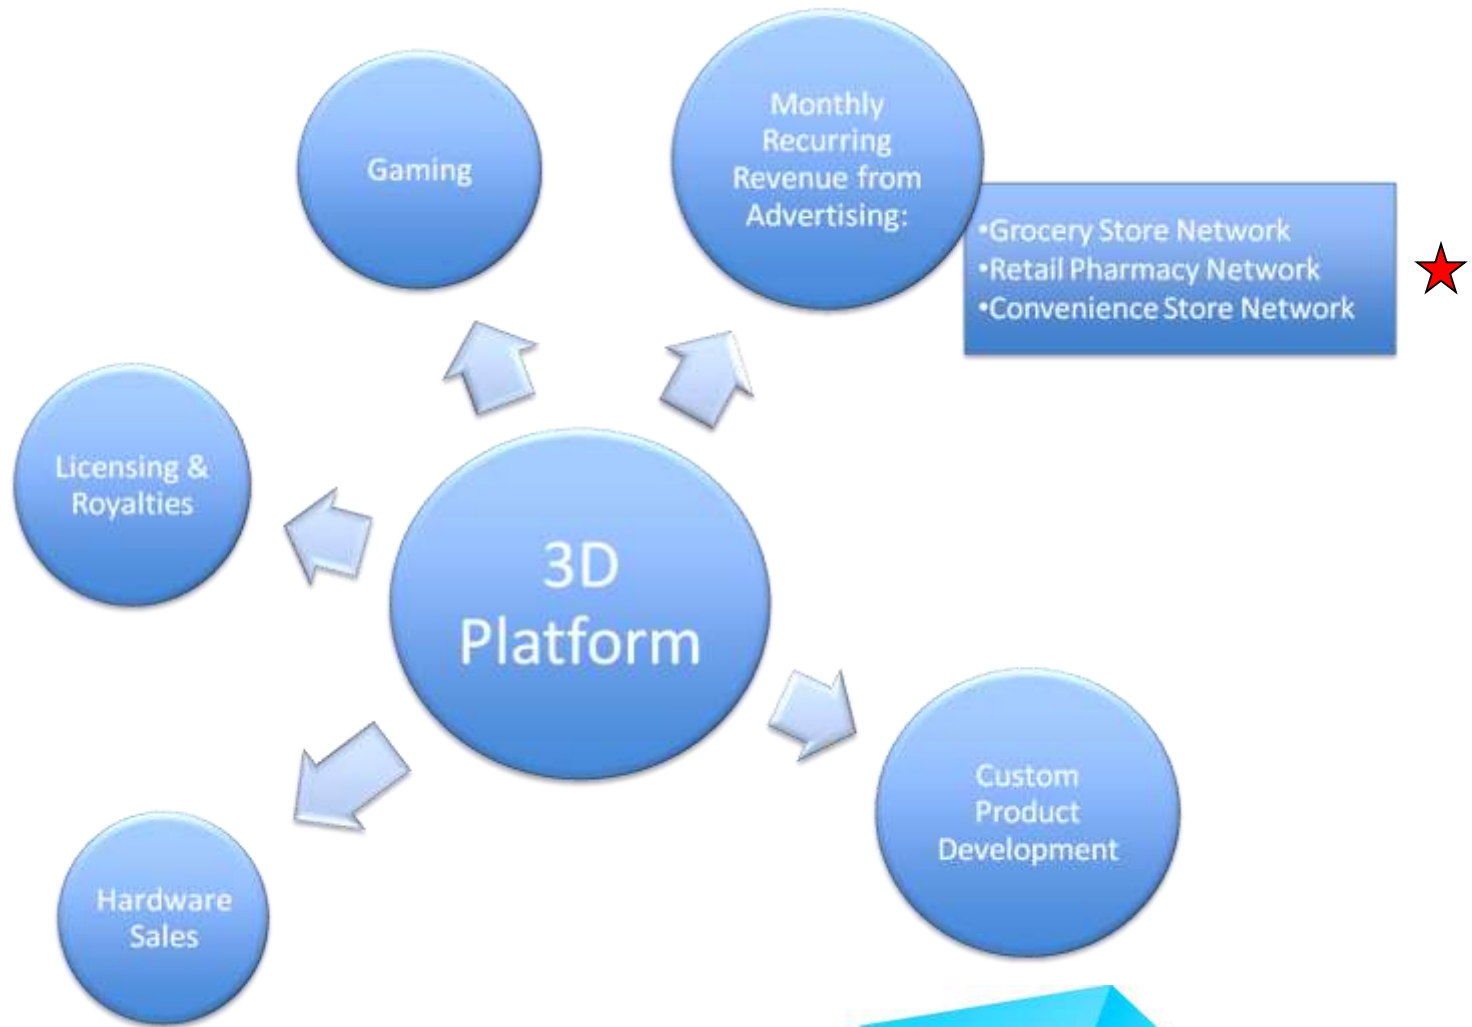 Gaming
Monthly
Recurring
Revenue from
Advertising:
•Grocery Store Network
•Retail Pharmacy Network
•Convenience Store Network
Licensing &
Royalties
3D
Platform
Custom
Product
Development
Hardware
Sales